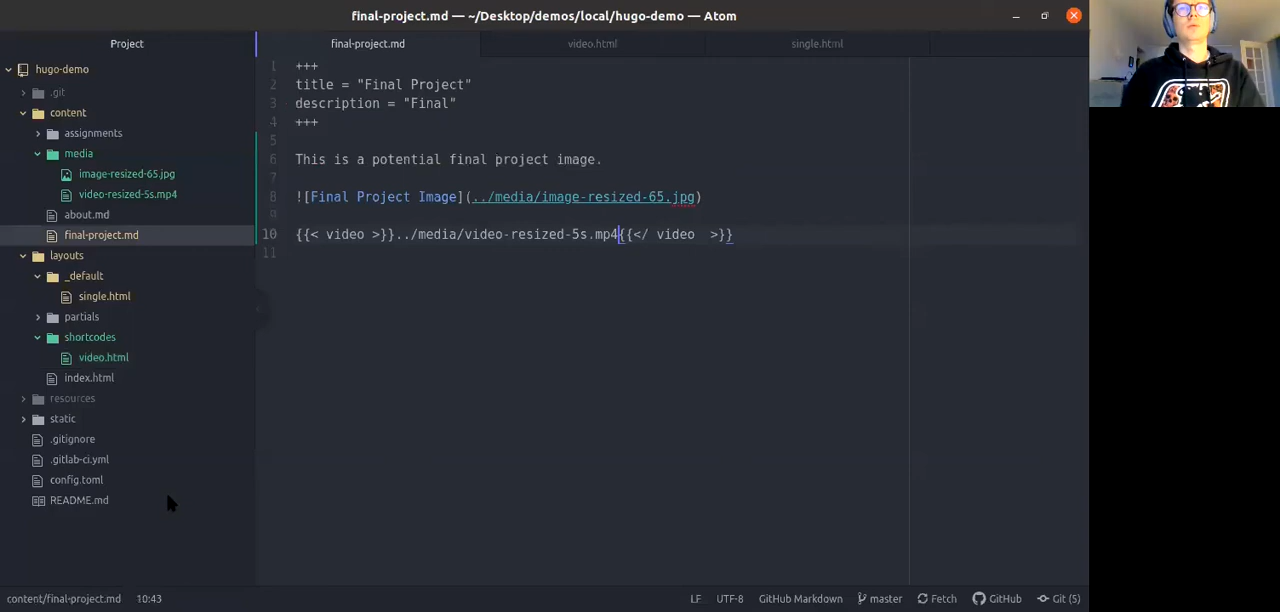 final-project.md — ~/Desktop/demos/local/hugo-demo — Atom
Project
final-project.md
video.html
single.html
hugo-demo
.git
content
assignments
media
image-resized-65.jpg
video-resized-5s.mp4
about.md
final-project.md
layouts
_default
single.html
partials
shortcodes
video.html
index.html
resources
static
.gitignore
.gitlab-ci.yml
config.toml
README.md
1 +++
2 title = "Final Project"
3 description = "Final"
4 +++
5
6 This is a potential final project image.
7
8 ![Final Project Image](../media/image-resized-65.jpg)
9
10 {{< video >}}../media/video-resized-5s.mp4{{</ video  >}}
11
content/final-project.md 10:43
LF UTF-8 GitHub Markdown master Fetch GitHub Git (5)